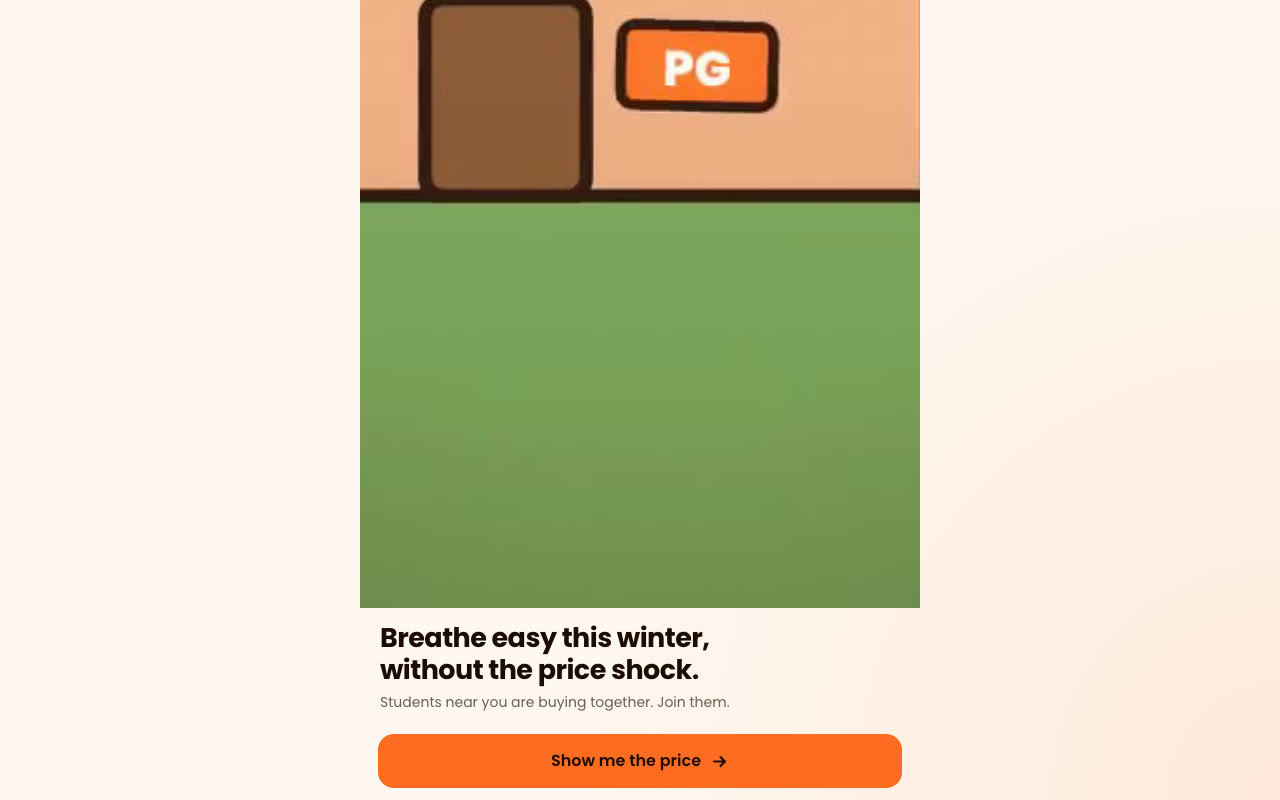 PG
Breathe easy this winter,
without the price shock.
Students near you are buying together. Join them.
Show me the price →